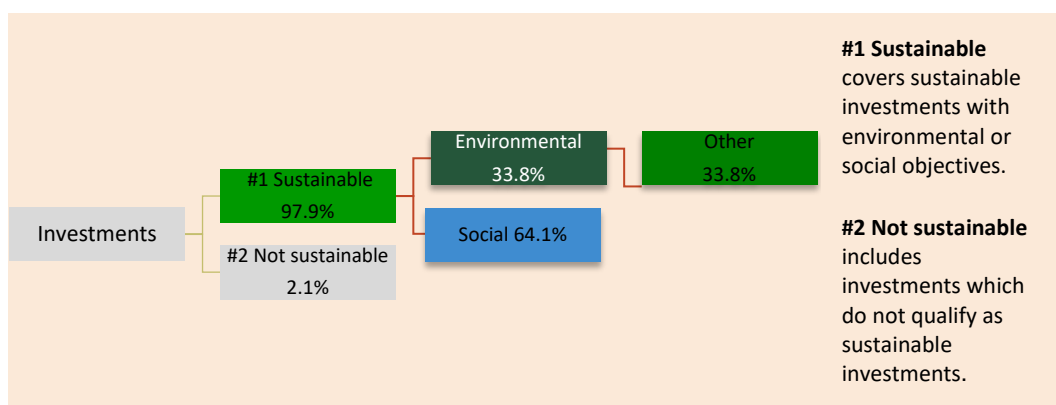 Investments
#1 Sustainable
97.9%
#2 Not sustainable
2.1%
Environmental
33.8%
Social 64.1%
Other
33.8%
#1 Sustainable
covers sustainable
investments with
environmental or
social objectives.
#2 Not sustainable
includes
investments which
do not qualify as
sustainable
investments.